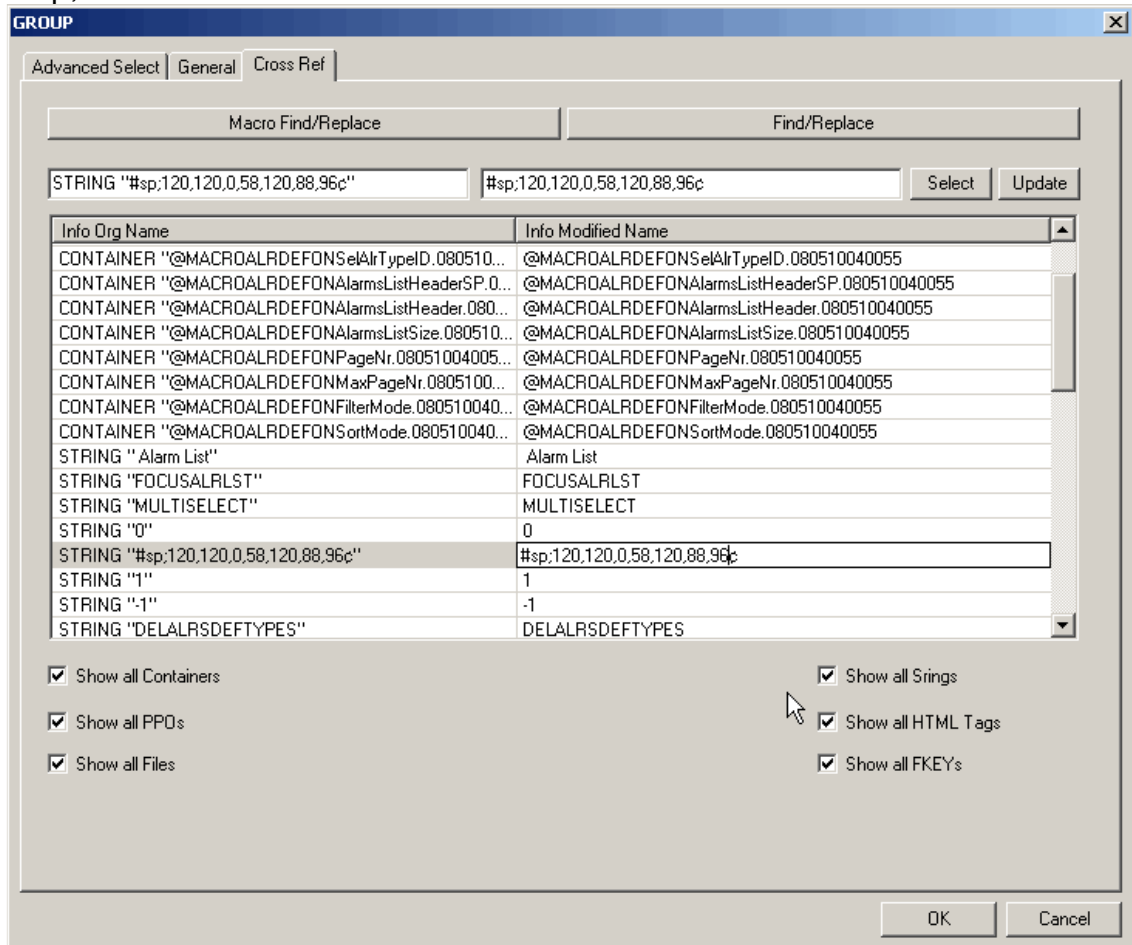 GROUP
Advanced Select General Cross Ref
Macro Find/Replace Find/Replace
STRING "#sp;120,120,0,58,120,88,96¢" #sp;120,120,0,58,120,88,96¢ Select Update
Info Org Name Info Modified Name
CONTAINER "@MACROALRDEFONSelAlrTypeID.080510... @MACROALRDEFONSelAlrTypeID.080510040055
CONTAINER "@MACROALRDEFONAlarmsListHeaderSP.0... @MACROALRDEFONAlarmsListHeaderSP.080510040055
CONTAINER "@MACROALRDEFONAlarmsListHeader.080... @MACROALRDEFONAlarmsListHeader.080510040055
CONTAINER "@MACROALRDEFONAlarmsListSize.080510... @MACROALRDEFONAlarmsListSize.080510040055
CONTAINER "@MACROALRDEFONPageNr.08051004005... @MACROALRDEFONPageNr.080510040055
CONTAINER "@MACROALRDEFONMaxPageNr.0805100... @MACROALRDEFONMaxPageNr.080510040055
CONTAINER "@MACROALRDEFONFilterMode.080510040... @MACROALRDEFONFilterMode.080510040055
CONTAINER "@MACROALRDEFONSortMode.080510040... @MACROALRDEFONSortMode.080510040055
STRING " Alarm List" Alarm List
STRING "FOCUSALRLST" FOCUSALRLST
STRING "MULTISELECT" MULTISELECT
STRING "0" 0
STRING "#sp;120,120,0,58,120,88,96¢" #sp;120,120,0,58,120,88,96¢
STRING "1" 1
STRING "-1" -1
STRING "DELALRSDEFTYPES" DELALRSDEFTYPES
Show all Containers Show all Srings
Show all PPOs Show all HTML Tags
Show all Files Show all FKEYs
OK Cancel